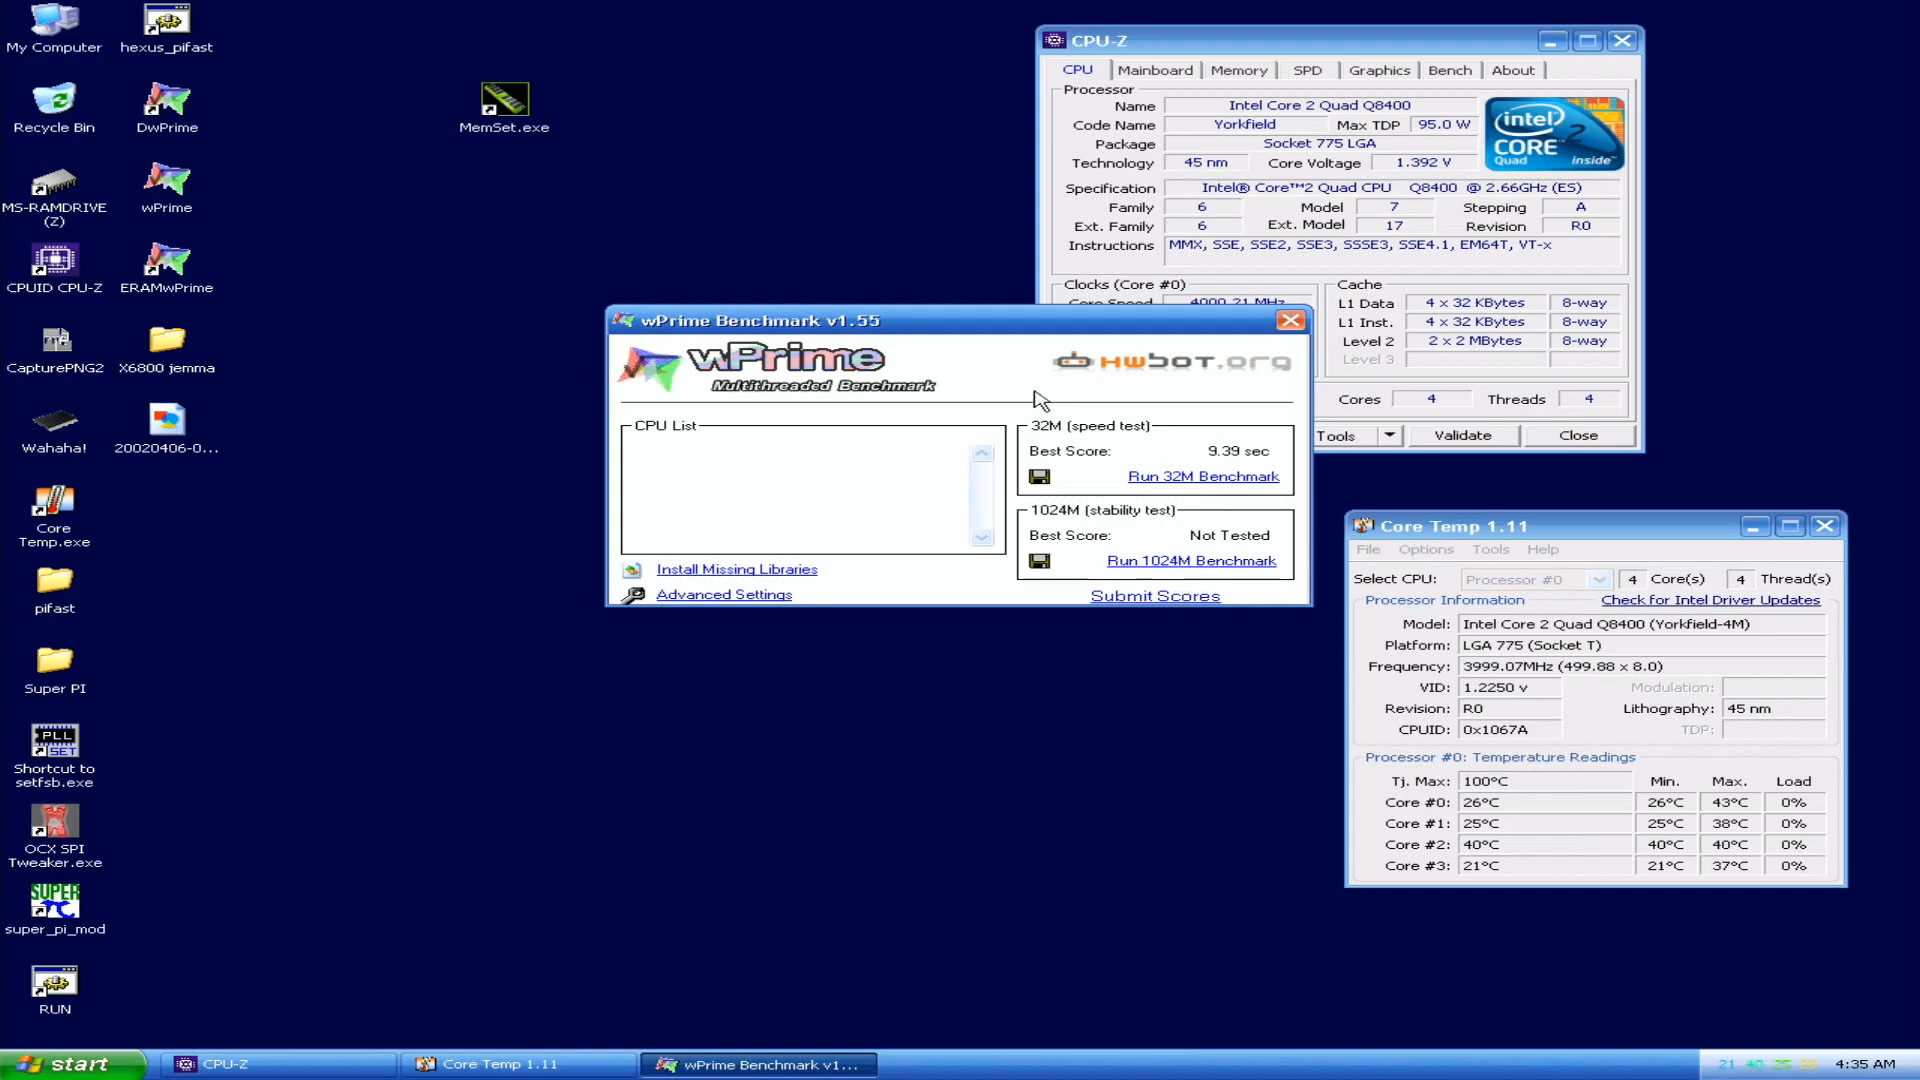 My Computer
hexus_pifast
Recycle Bin
DwPrime
MemSet.exe
MS-RAMDRIVE
(Z)
wPrime
CPUID CPU-Z
ERAMwPrime
CapturePNG2
X6800 jemma
Wahaha!
20020406-0...
Core
Temp.exe
pifast
Super PI
PLL
SET
Shortcut to
setfsb.exe
OCX SPI
Tweaker.exe
SUPER
super_pi_mod
RUN
CPU-Z
CPU Mainboard Memory SPD Graphics Bench About
Processor
Name Intel Core 2 Quad Q8400
Code Name Yorkfield Max TDP 95.0 W
Package Socket 775 LGA
Technology 45 nm Core Voltage 1.392 V
intel
CORE 2
Quad inside™
Specification Intel® Core™2 Quad CPU Q8400 @ 2.66GHz (ES)
Family 6 Model 7 Stepping A
Ext. Family 6 Ext. Model 17 Revision R0
Instructions MMX, SSE, SSE2, SSE3, SSSE3, SSE4.1, EM64T, VT-x
Clocks (Core #0)
Core Speed 4000.21 MHz
Cache
L1 Data 4 x 32 KBytes 8-way
L1 Inst. 4 x 32 KBytes 8-way
Level 2 2 x 2 MBytes 8-way
Level 3
Cores 4 Threads 4
Tools Validate Close
wPrime Benchmark v1.55
wPrime
Multithreaded Benchmark
HWBOT.ORG
CPU List
32M (speed test)
Best Score: 9.39 sec
Run 32M Benchmark
1024M (stability test)
Best Score: Not Tested
Run 1024M Benchmark
Install Missing Libraries
Advanced Settings
Submit Scores
Core Temp 1.11
File Options Tools Help
Select CPU: Processor #0 4 Core(s) 4 Thread(s)
Processor Information Check for Intel Driver Updates
Model: Intel Core 2 Quad Q8400 (Yorkfield-4M)
Platform: LGA 775 (Socket T)
Frequency: 3999.07MHz (499.88 x 8.0)
VID: 1.2250 v Modulation:
Revision: R0 Lithography: 45 nm
CPUID: 0x1067A TDP:
Processor #0: Temperature Readings
Tj. Max: 100°C Min. Max. Load
Core #0: 26°C 26°C 43°C 0%
Core #1: 25°C 25°C 38°C 0%
Core #2: 40°C 40°C 40°C 0%
Core #3: 21°C 21°C 37°C 0%
start CPU-Z Core Temp 1.11 wPrime Benchmark v1... 21 40 25 26 4:35 AM